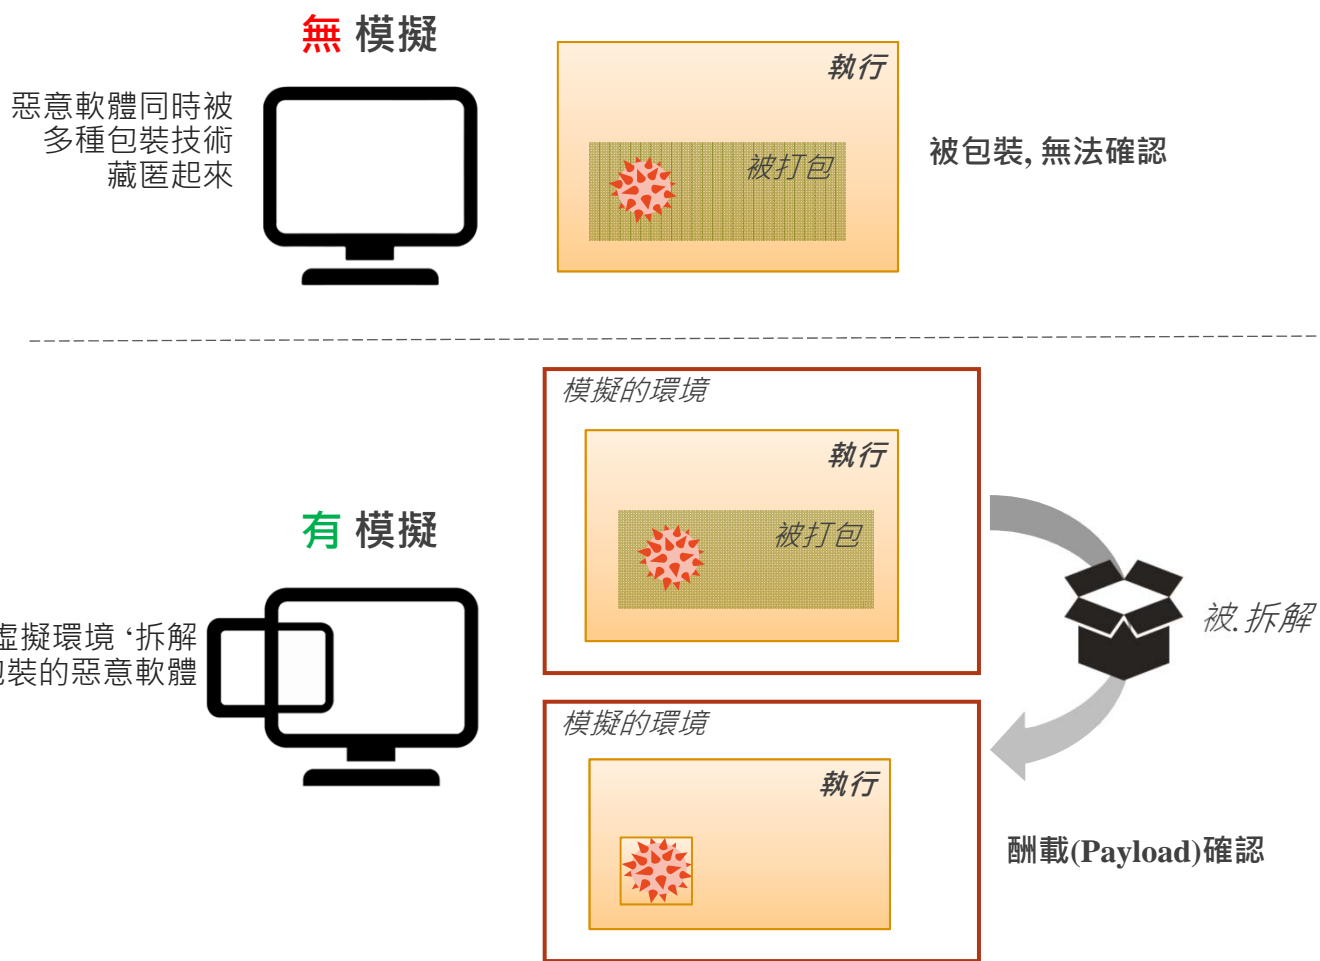 無 模擬
惡意軟體同時被
多種包裝技術
藏匿起來
執行
被打包
被包裝, 無法確認
模擬的環境
執行
被打包
有 模擬
虛擬環境 ‘拆解
包裝的惡意軟體
被.拆解
模擬的環境
執行
酬載(Payload)確認